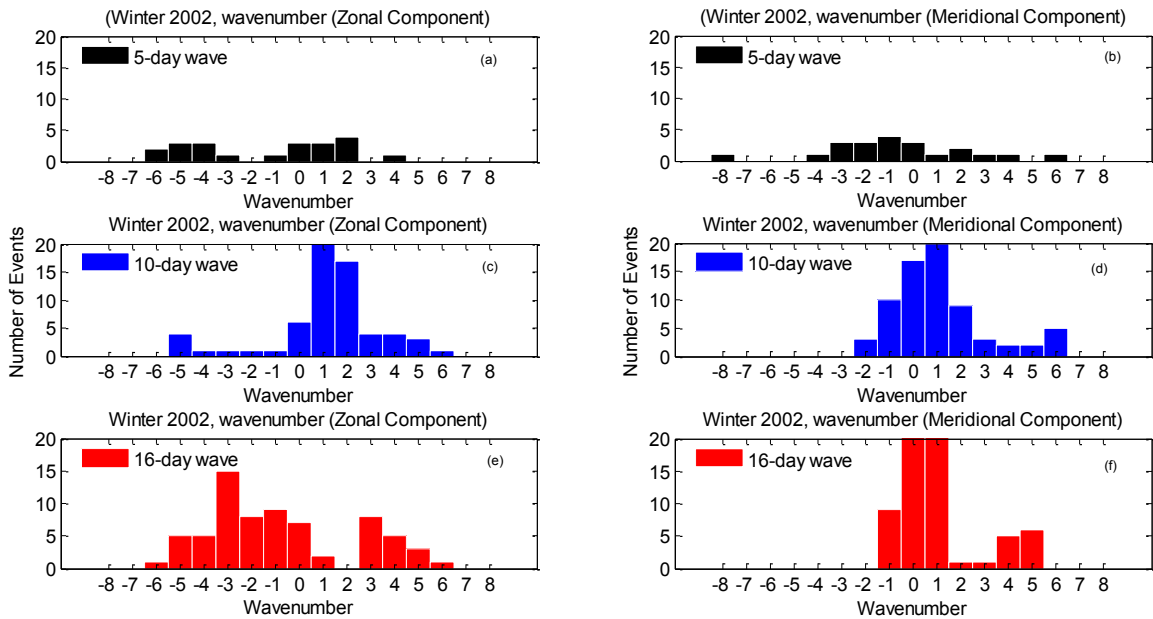 (Winter 2002, wavenumber (Zonal Component)
20
15
10
5
0
5-day wave
(a)
-8 -7 -6 -5 -4 -3 -2 -1 0 1 2 3 4 5 6 7 8
Wavenumber
(Winter 2002, wavenumber (Meridional Component)
20
15
10
5
0
5-day wave
(b)
-8 -7 -6 -5 -4 -3 -2 -1 0 1 2 3 4 5 6 7 8
Wavenumber
Winter 2002, wavenumber (Zonal Component)
Number of Events
20
15
10
5
0
10-day wave
(c)
-8 -7 -6 -5 -4 -3 -2 -1 0 1 2 3 4 5 6 7 8
Wavenumber
Winter 2002, wavenumber (Meridional Component)
Number of Events
20
15
10
5
0
10-day wave
(d)
-8 -7 -6 -5 -4 -3 -2 -1 0 1 2 3 4 5 6 7 8
Wavenumber
Winter 2002, wavenumber (Zonal Component)
20
15
10
5
0
16-day wave
(e)
-8 -7 -6 -5 -4 -3 -2 -1 0 1 2 3 4 5 6 7 8
Wavenumber
Winter 2002, wavenumber (Meridional Component)
20
15
10
5
0
16-day wave
(f)
-8 -7 -6 -5 -4 -3 -2 -1 0 1 2 3 4 5 6 7 8
Wavenumber